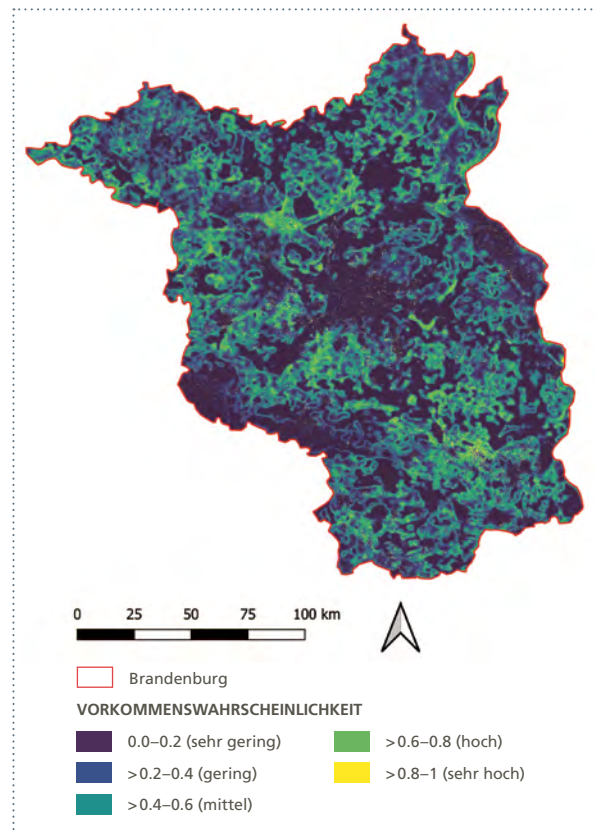 0 25 50 75 100 km
Brandenburg
VORKOMMENSWAHRSCHEINLICHKEIT
0.0–0.2 (sehr gering)
>0.2–0.4 (gering)
>0.4–0.6 (mittel)
>0.6–0.8 (hoch)
>0.8–1 (sehr hoch)